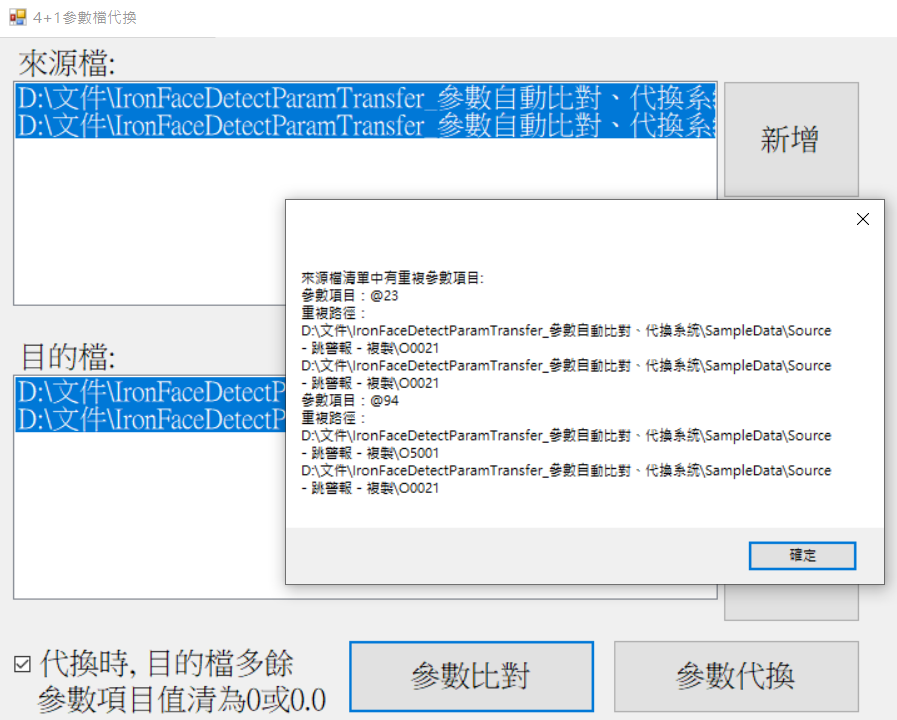 4+1參數檔代換
來源檔:
D:\文件\IronFaceDetectParamTransfer_參數自動比對、代換系統
D:\文件\IronFaceDetectParamTransfer_參數自動比對、代換系統
新增
來源檔清單中有重複參數項目:
參數項目：@23
重複路徑：
D:\文件\IronFaceDetectParamTransfer_參數自動比對、代換系統\SampleData\Source
- 跳警報 - 複製\O0021
D:\文件\IronFaceDetectParamTransfer_參數自動比對、代換系統\SampleData\Source
- 跳警報 - 複製\O0021
參數項目：@94
重複路徑：
D:\文件\IronFaceDetectParamTransfer_參數自動比對、代換系統\SampleData\Source
- 跳警報 - 複製\O5001
D:\文件\IronFaceDetectParamTransfer_參數自動比對、代換系統\SampleData\Source
- 跳警報 - 複製\O0021
確定
目的檔:
D:\文件\IronFaceDetectP
D:\文件\IronFaceDetectP
代換時, 目的檔多餘
參數項目值清為0或0.0
參數比對
參數代換